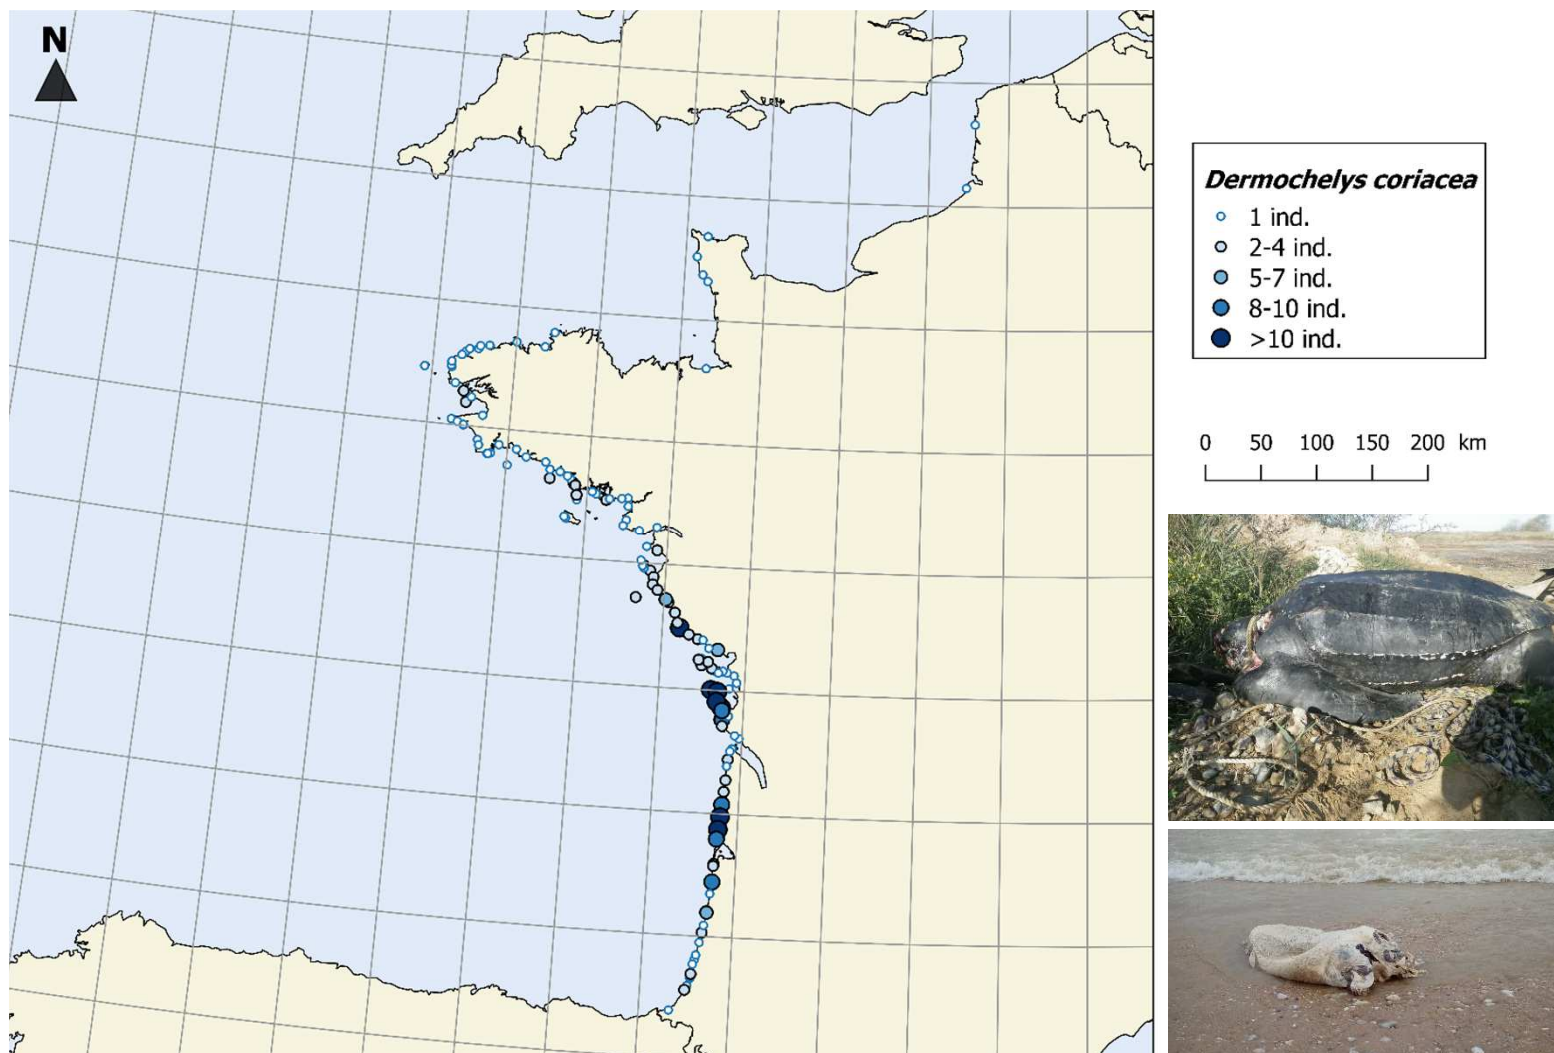 N
Dermochelys coriacea
1 ind.
2-4 ind.
5-7 ind.
8-10 ind.
>10 ind.
0 50 100 150 200 km